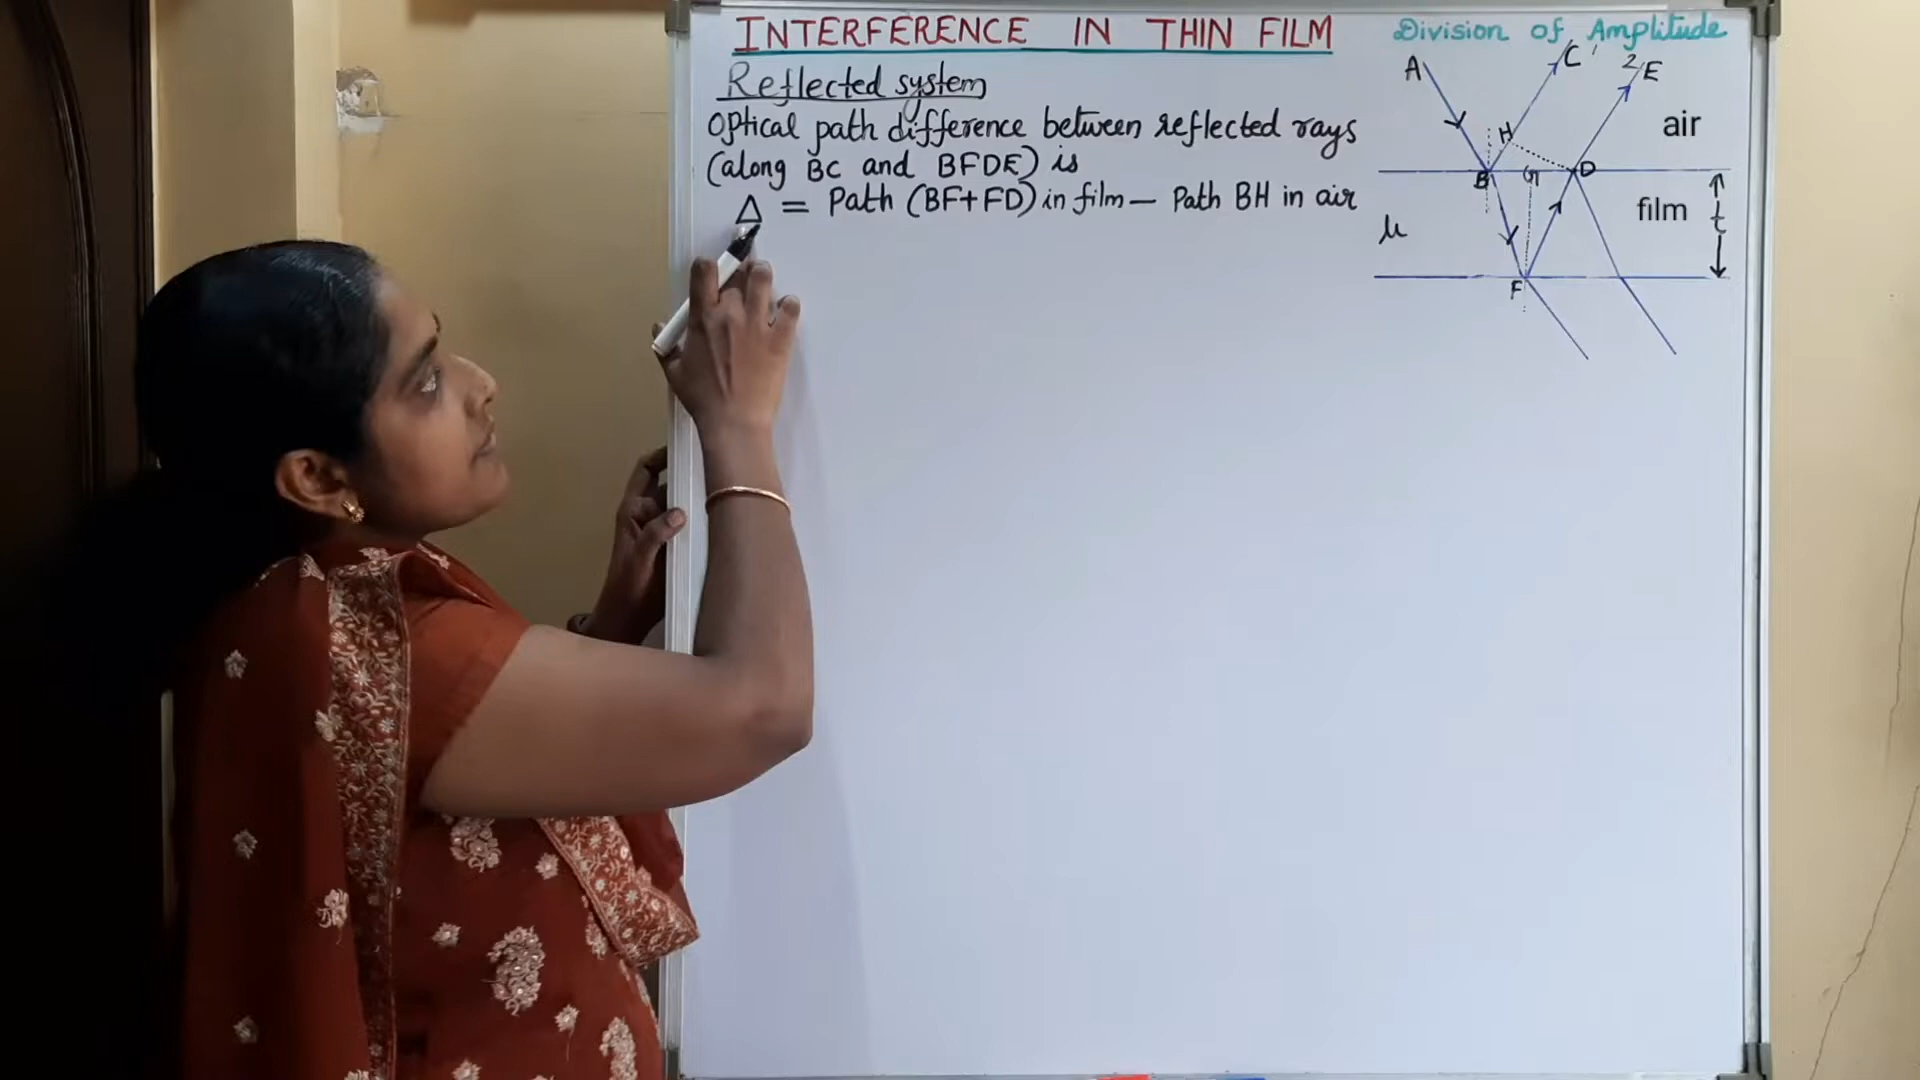 INTERFERENCE IN THIN FILM
Division of Amplitude
Reflected system
Optical path difference between reflected rays
(along BC and BFDE) is
Δ = Path (BF+FD) in film - Path BH in air
A
C 1
2 E
H
air
B
G
D
μ
film
t
F